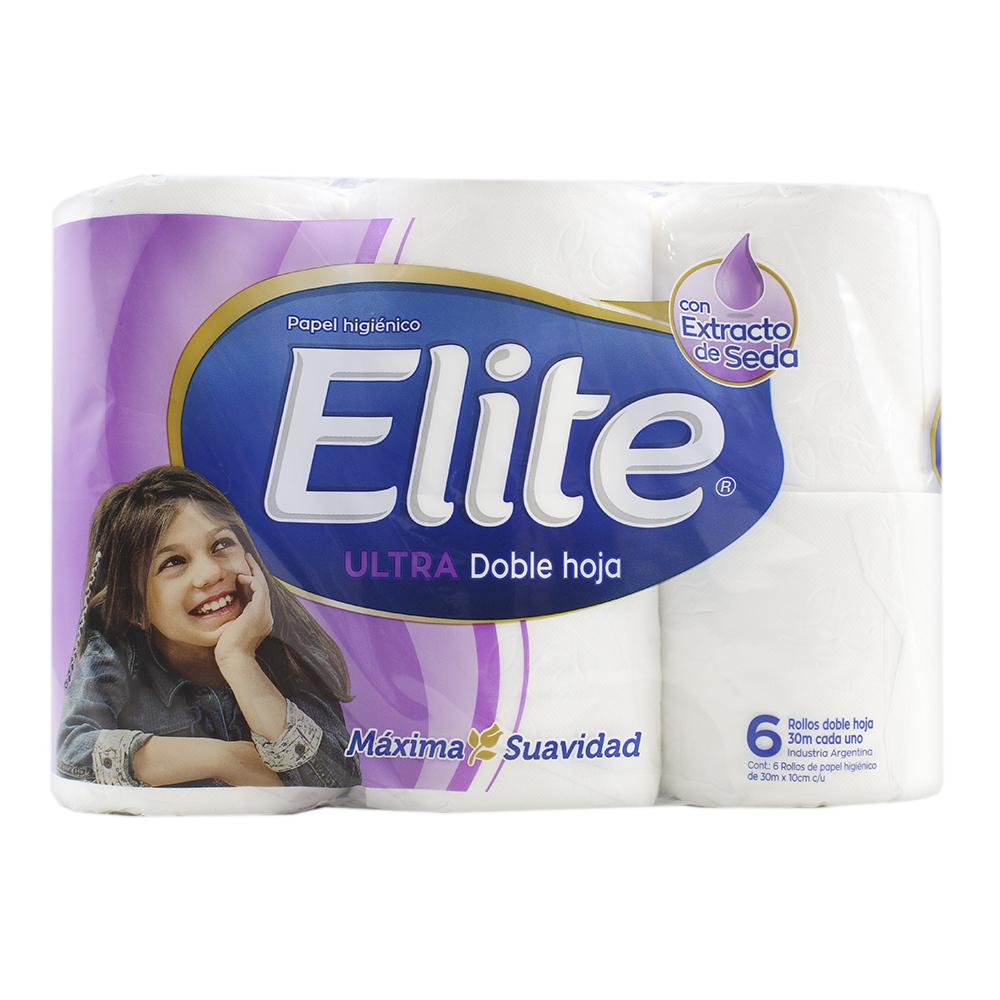 Papel higiénico
Elite®
ULTRA Doble hoja
con
Extracto
de Seda
Máxima Suavidad
6 Rollos doble hoja
30m cada uno
Industria Argentina
Cont.: 6 Rollos de papel higiénico
de 30m x 10cm c/u